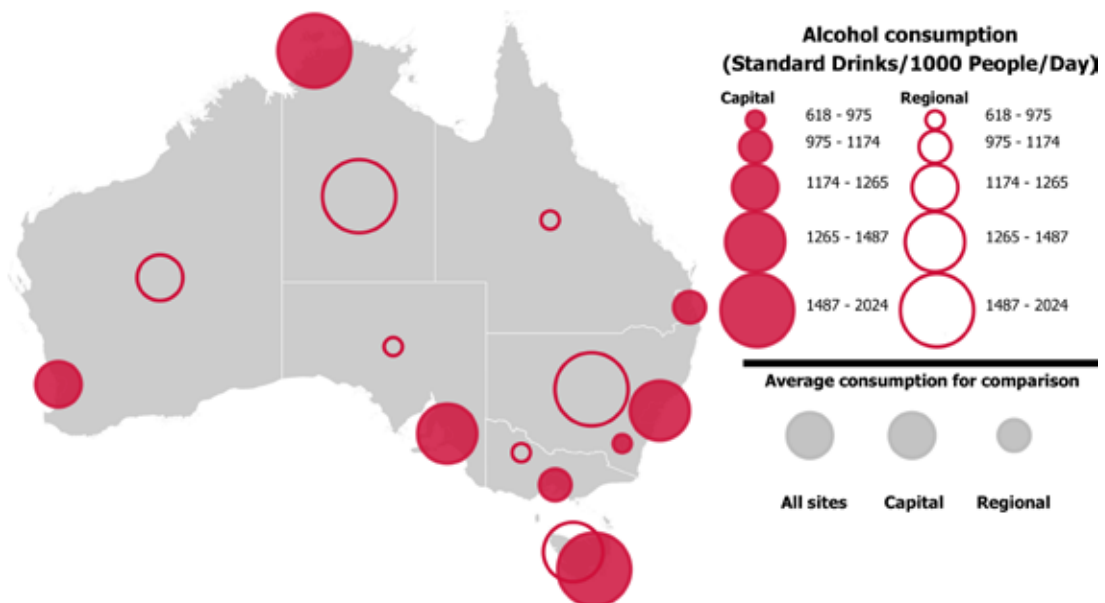 Alcohol consumption
(Standard Drinks/1000 People/Day)
Capital Regional
618 - 975 618 - 975
975 - 1174 975 - 1174
1174 - 1265 1174 - 1265
1265 - 1487 1265 - 1487
1487 - 2024 1487 - 2024
Average consumption for comparison
All sites Capital Regional